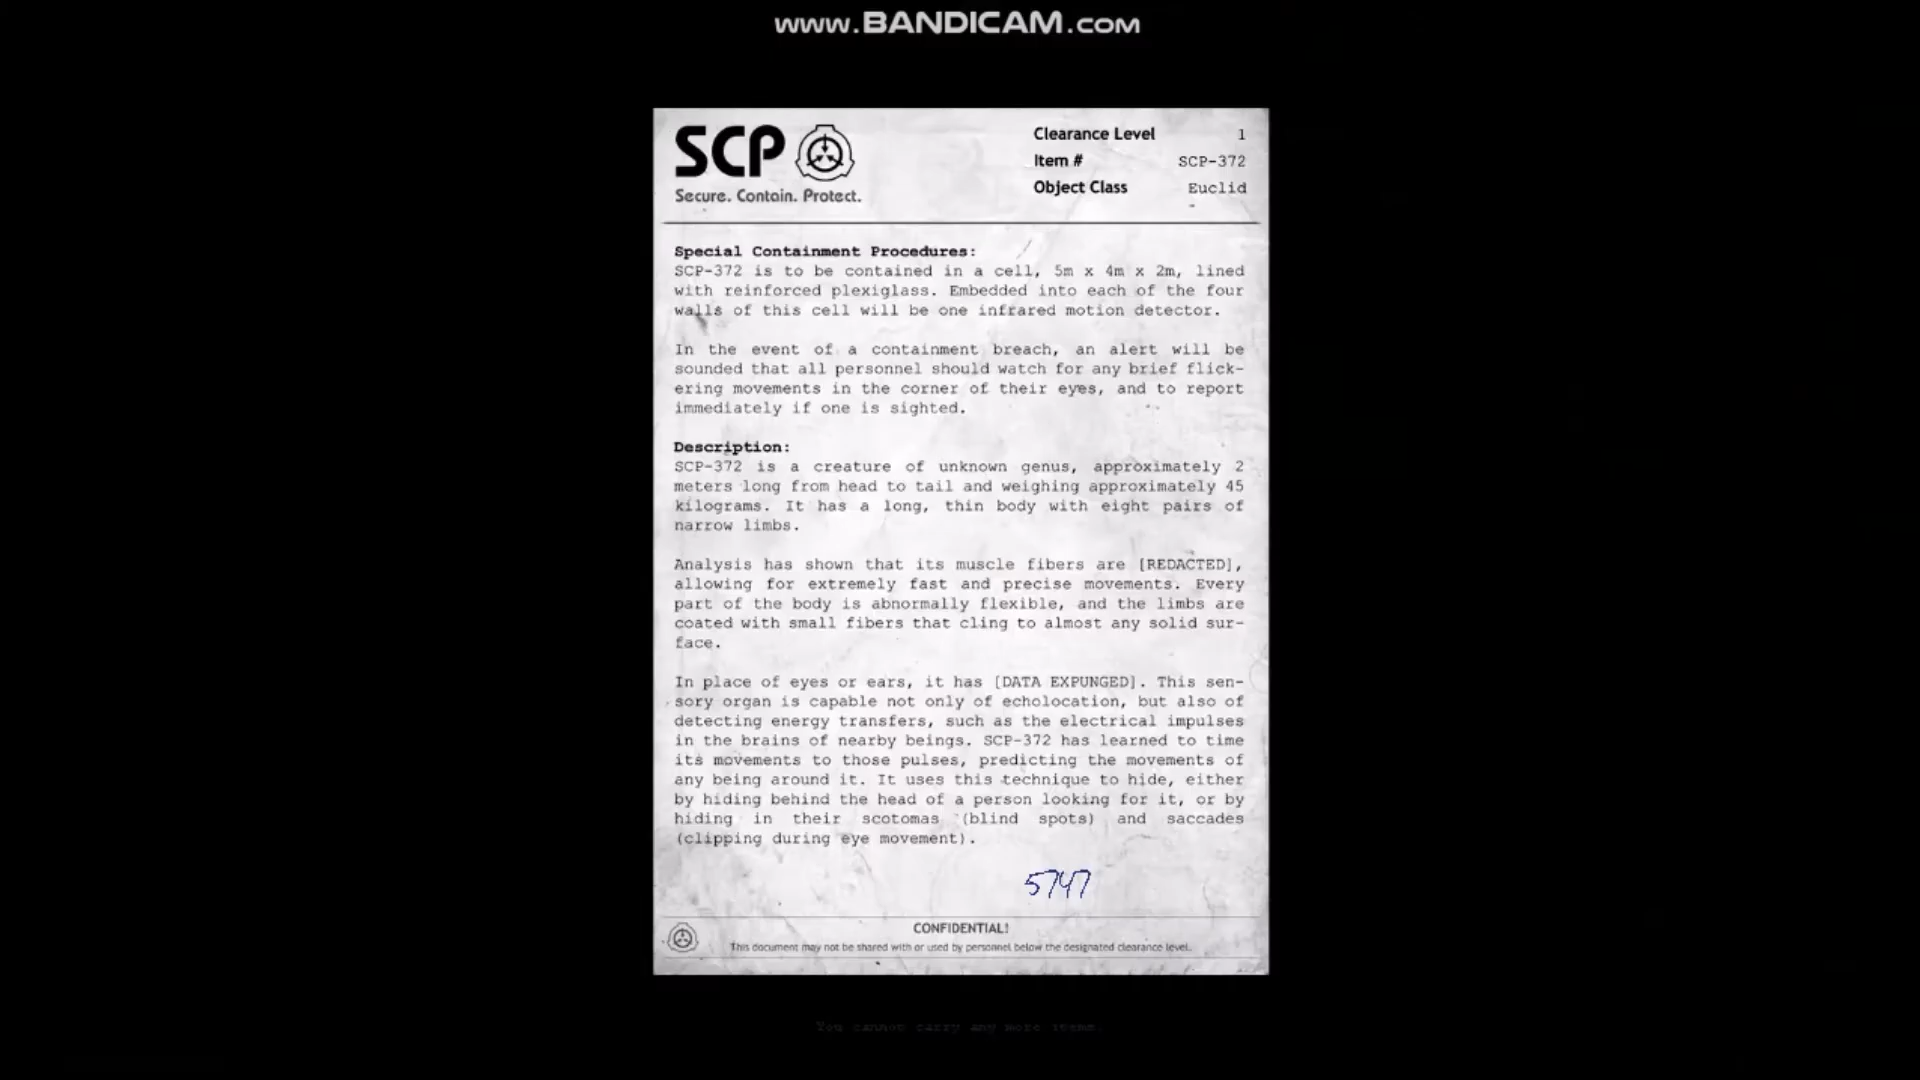 www.BANDICAM.COM
SCP
Secure. Contain. Protect.
Clearance Level 1
Item # SCP-372
Object Class Euclid
Special Containment Procedures:
SCP-372 is to be contained in a cell, 5m x 4m x 2m, lined
with reinforced plexiglass. Embedded into each of the four
walls of this cell will be one infrared motion detector.
In the event of a containment breach, an alert will be
sounded that all personnel should watch for any brief flick-
ering movements in the corner of their eyes, and to report
immediately if one is sighted.
Description:
SCP-372 is a creature of unknown genus, approximately 2
meters long from head to tail and weighing approximately 45
kilograms. It has a long, thin body with eight pairs of
narrow limbs.
Analysis has shown that its muscle fibers are [REDACTED],
allowing for extremely fast and precise movements. Every
part of the body is abnormally flexible, and the limbs are
coated with small fibers that cling to almost any solid sur-
face.
In place of eyes or ears, it has [DATA EXPUNGED]. This sen-
sory organ is capable not only of echolocation, but also of
detecting energy transfers, such as the electrical impulses
in the brains of nearby beings. SCP-372 has learned to time
its movements to those pulses, predicting the movements of
any being around it. It uses this technique to hide, either
by hiding behind the head of a person looking for it, or by
hiding in their scotomas (blind spots) and saccades
(clipping during eye movement).
5747
CONFIDENTIAL!
This document may not be shared with or used by personnel below the designated clearance level.
You cannot carry any more items.